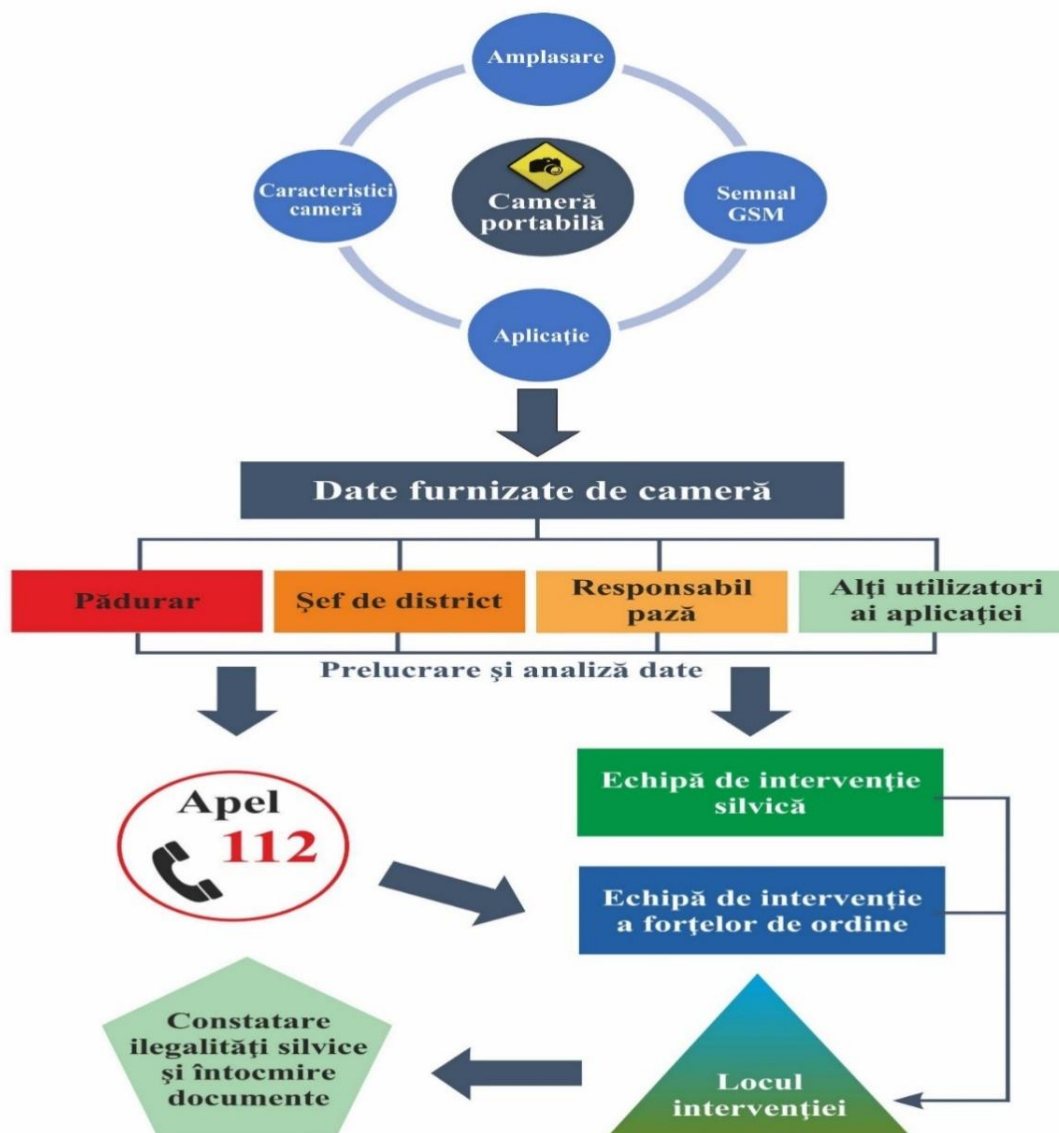 Amplasare
Caracteristici
cameră
Cameră
portabilă
Semnal
GSM
Aplicaţie
Date furnizate de cameră
Pădurar
Şef de district
Responsabil
pază
Alţi utilizatori
ai aplicaţiei
Prelucrare şi analiză date
Apel
112
Echipă de intervenţie
silvică
Echipă de intervenţie
a forţelor de ordine
Constatare
ilegalităţi silvice
şi întocmire
documente
Locul
intervenţiei